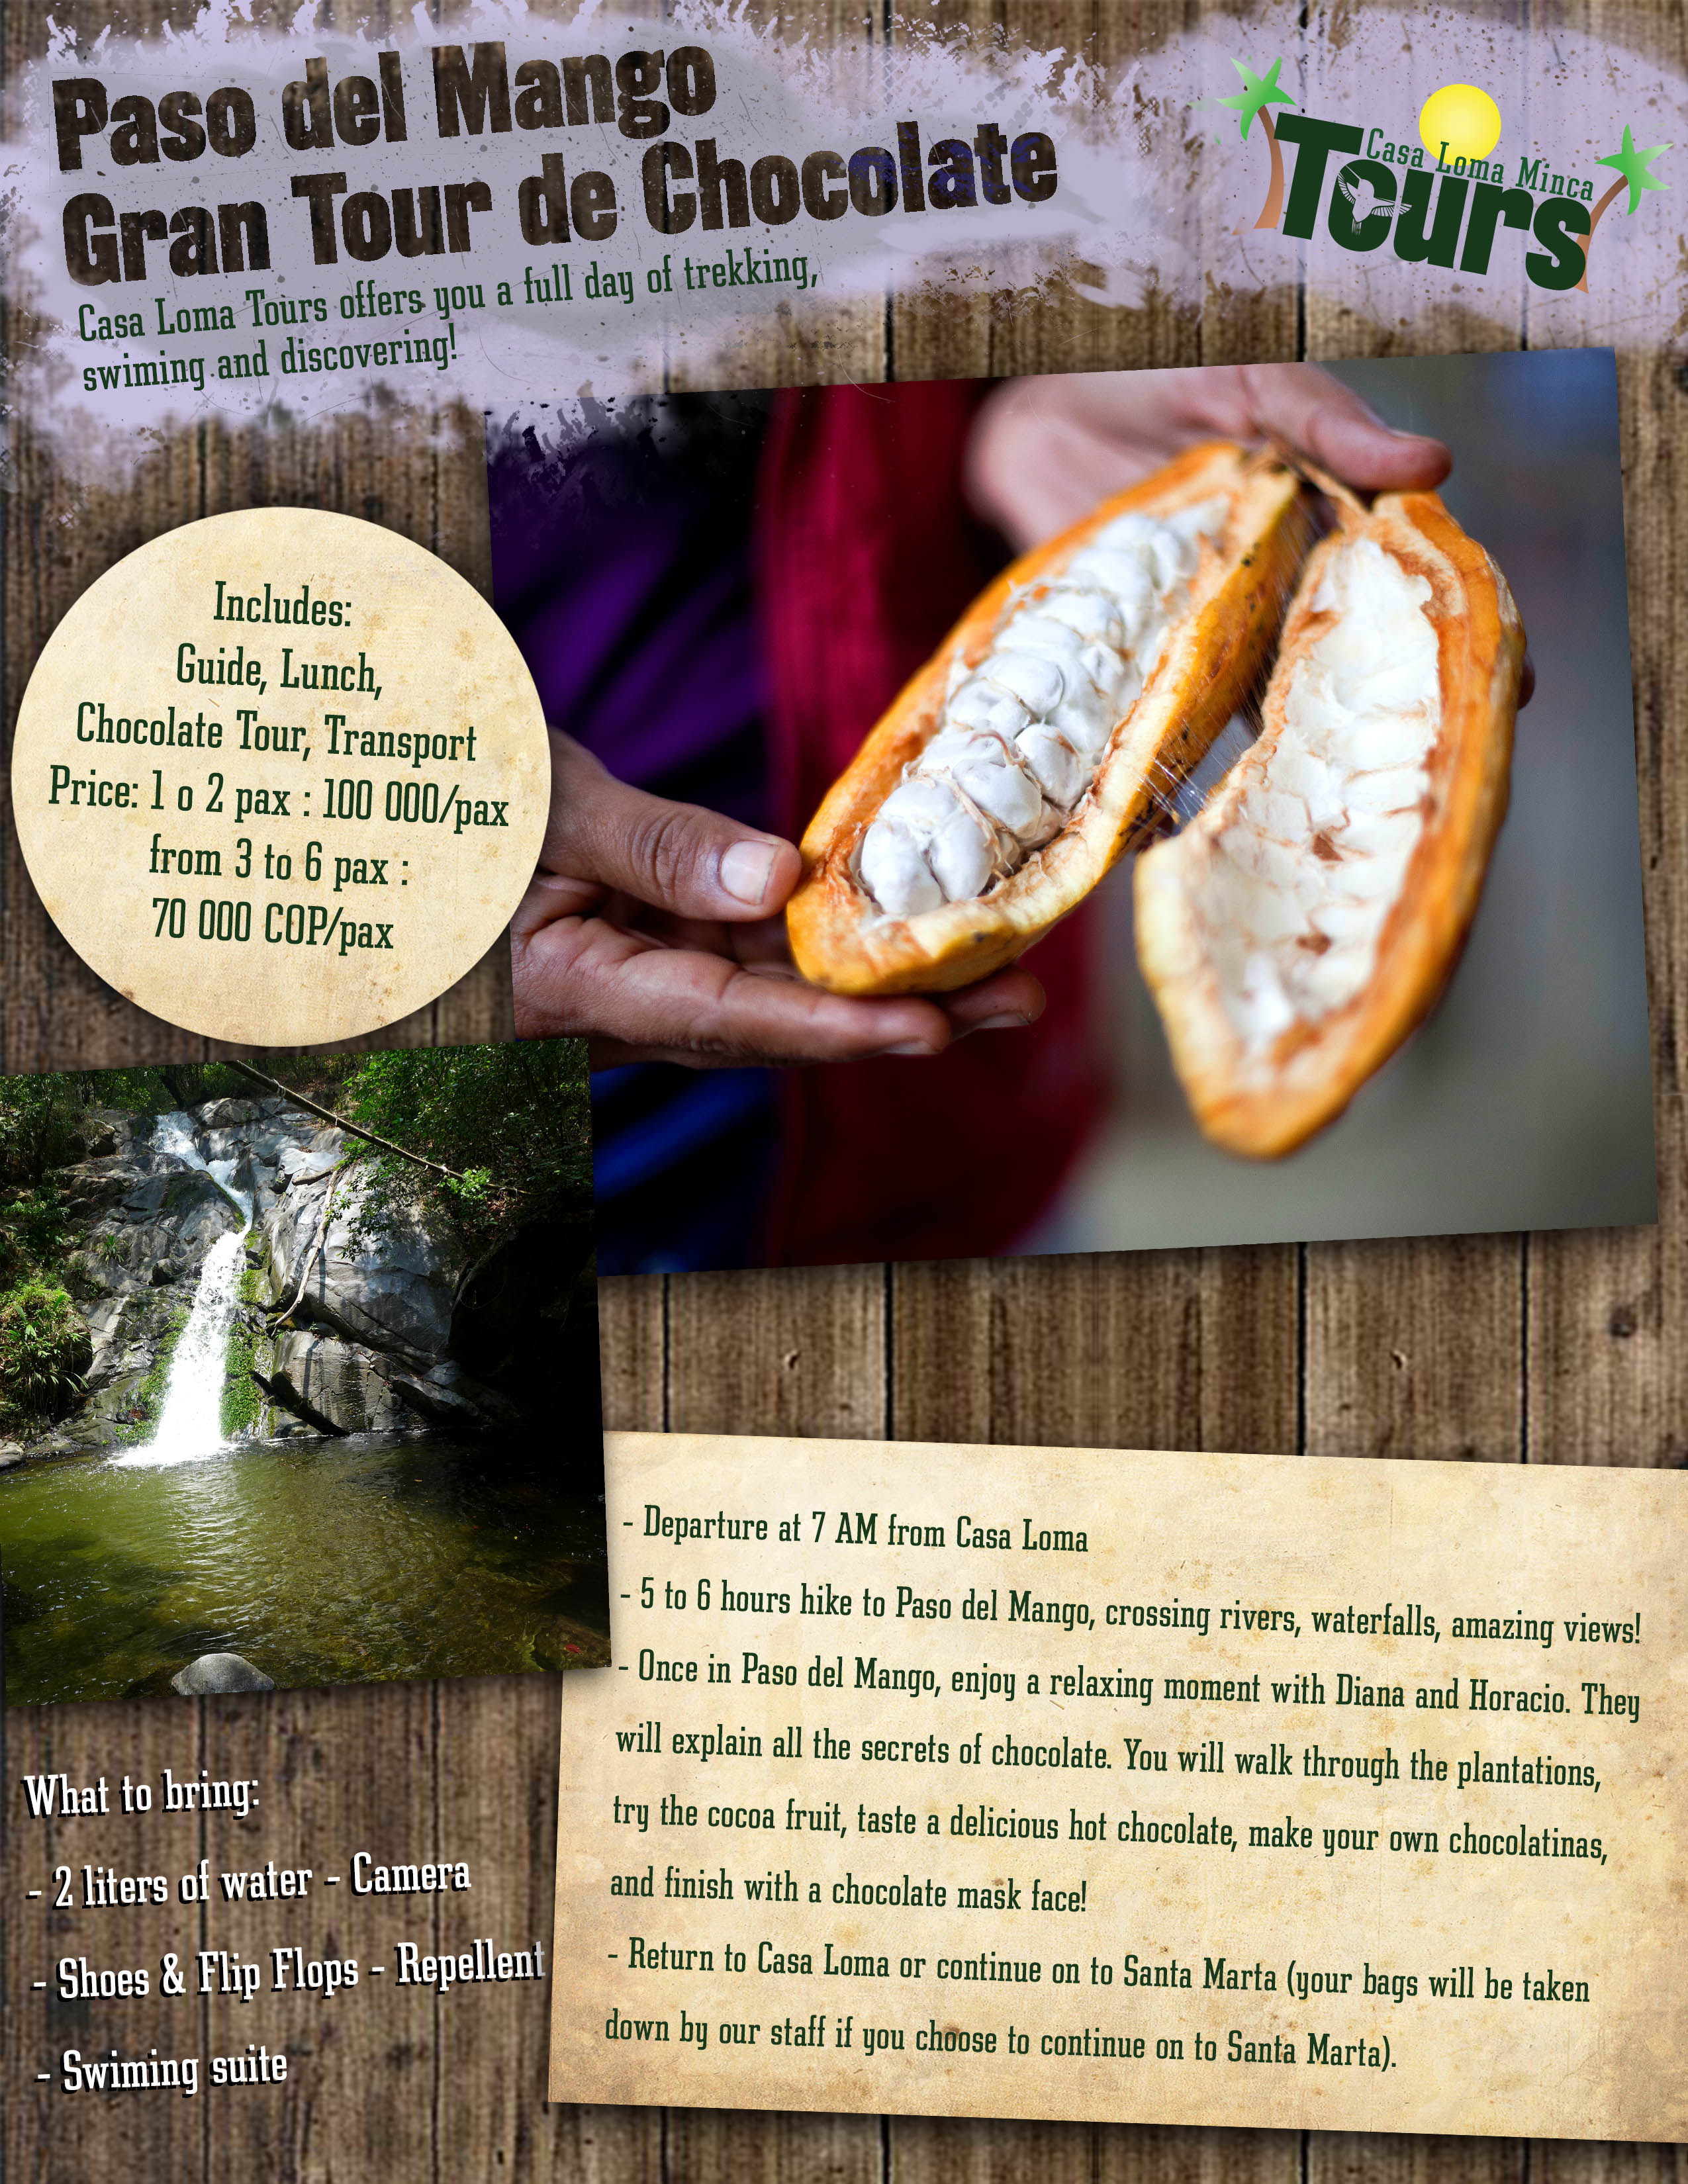 Paso del Mango
Gran Tour de Chocolate
Casa Loma Tours offers you a full day of trekking,
swiming and discovering!
Casa Loma Minca
Tours
Includes:
Guide, Lunch,
Chocolate Tour, Transport
Price: 1 o 2 pax : 100 000/pax
from 3 to 6 pax :
70 000 COP/pax
- Departure at 7 AM from Casa Loma
- 5 to 6 hours hike to Paso del Mango, crossing rivers, waterfalls, amazing views!
- Once in Paso del Mango, enjoy a relaxing moment with Diana and Horacio. They
will explain all the secrets of chocolate. You will walk through the plantations,
try the cocoa fruit, taste a delicious hot chocolate, make your own chocolatinas,
and finish with a chocolate mask face!
- Return to Casa Loma or continue on to Santa Marta (your bags will be taken
down by our staff if you choose to continue on to Santa Marta).
What to bring:
- 2 liters of water - Camera
- Shoes & Flip Flops - Repellent
- Swiming suite